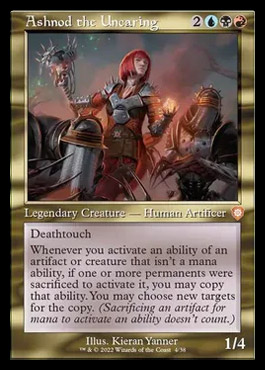 Ashnod the Uncaring 2
Legendary Creature — Human Artificer
Deathtouch
Whenever you activate an ability of an
artifact or creature that isn't a mana
ability, if one or more permanents were
sacrificed to activate it, you may copy
that ability. You may choose new targets
for the copy. (Sacrificing an artifact for
mana to activate an ability doesn't count.)
Illus. Kieran Yanner
1/4
™ & © 2022 Wizards of the Coast 4/38